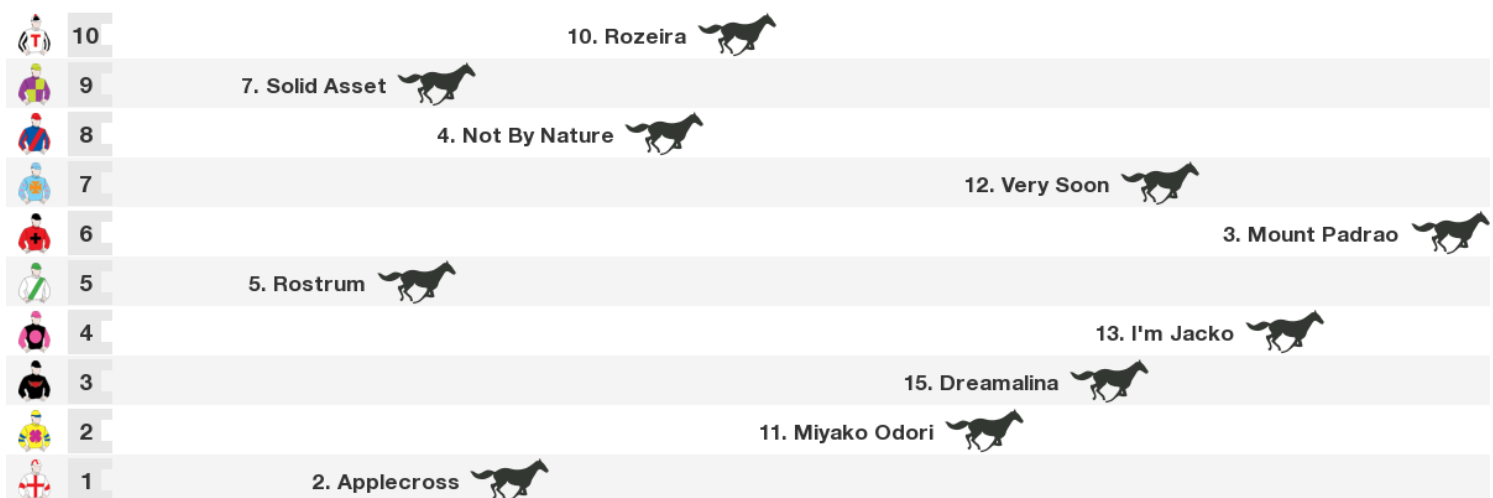 10 10. Rozeira
9 7. Solid Asset
8 4. Not By Nature
7 12. Very Soon
6 3. Mount Padrao
5 5. Rostrum
4 13. I'm Jacko
3 15. Dreamalina
2 11. Miyako Odori
1 2. Applecross